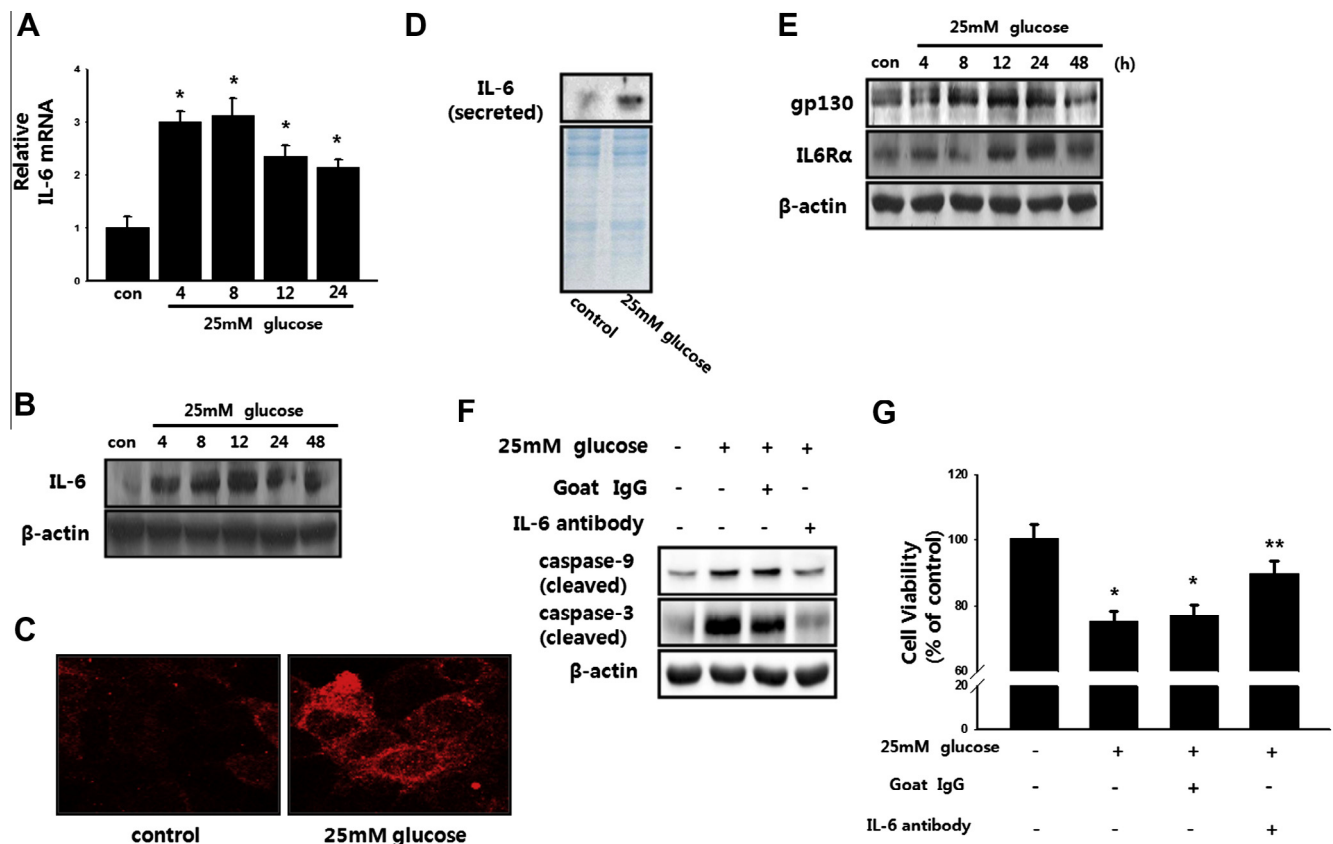 A
Relative
IL-6 mRNA
4
3
2
1
0
* * * *
con 4 8 12 24
25mM glucose
B
25mM glucose
con 4 8 12 24 48
IL-6
β-actin
C
control 25mM glucose
D
IL-6
(secreted)
control 25mM glucose
E
25mM glucose
con 4 8 12 24 48 (h)
gp130
IL6Rα
β-actin
F
25mM glucose - + + +
Goat IgG - - + -
IL-6 antibody - - - +
caspase-9
(cleaved)
caspase-3
(cleaved)
β-actin
G
Cell Viability
(% of control)
120
100
80
60
20
0
* * **
25mM glucose - + + +
Goat IgG - - + -
IL-6 antibody - - - +